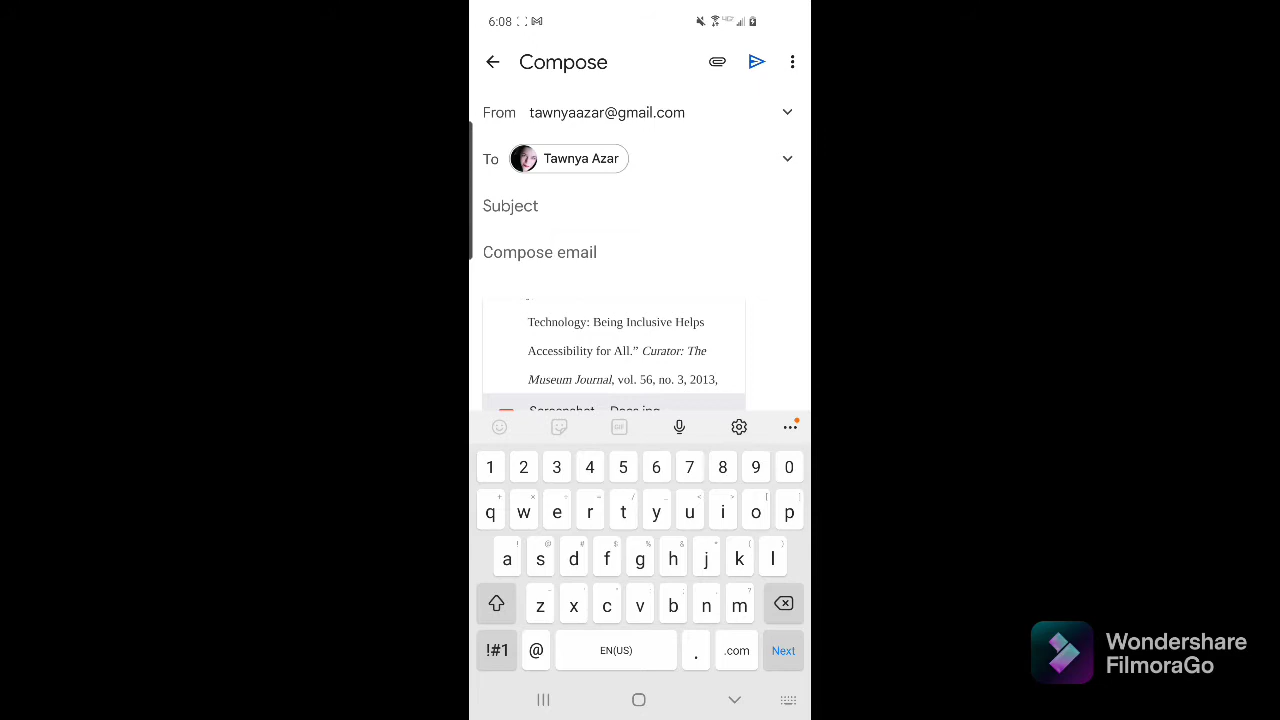 6:08
Compose
From tawnyaazar@gmail.com
To Tawnya Azar
Subject
Compose email
Technology: Being Inclusive Helps
Accessibility for All.” Curator: The
Museum Journal, vol. 56, no. 3, 2013,
GIF
1 2 3 4 5 6 7 8 9 0
q w e r t y u i o p
a s d f g h j k l
z x c v b n m
!#1 @ EN(US) . .com Next
Wondershare
FilmoraGo